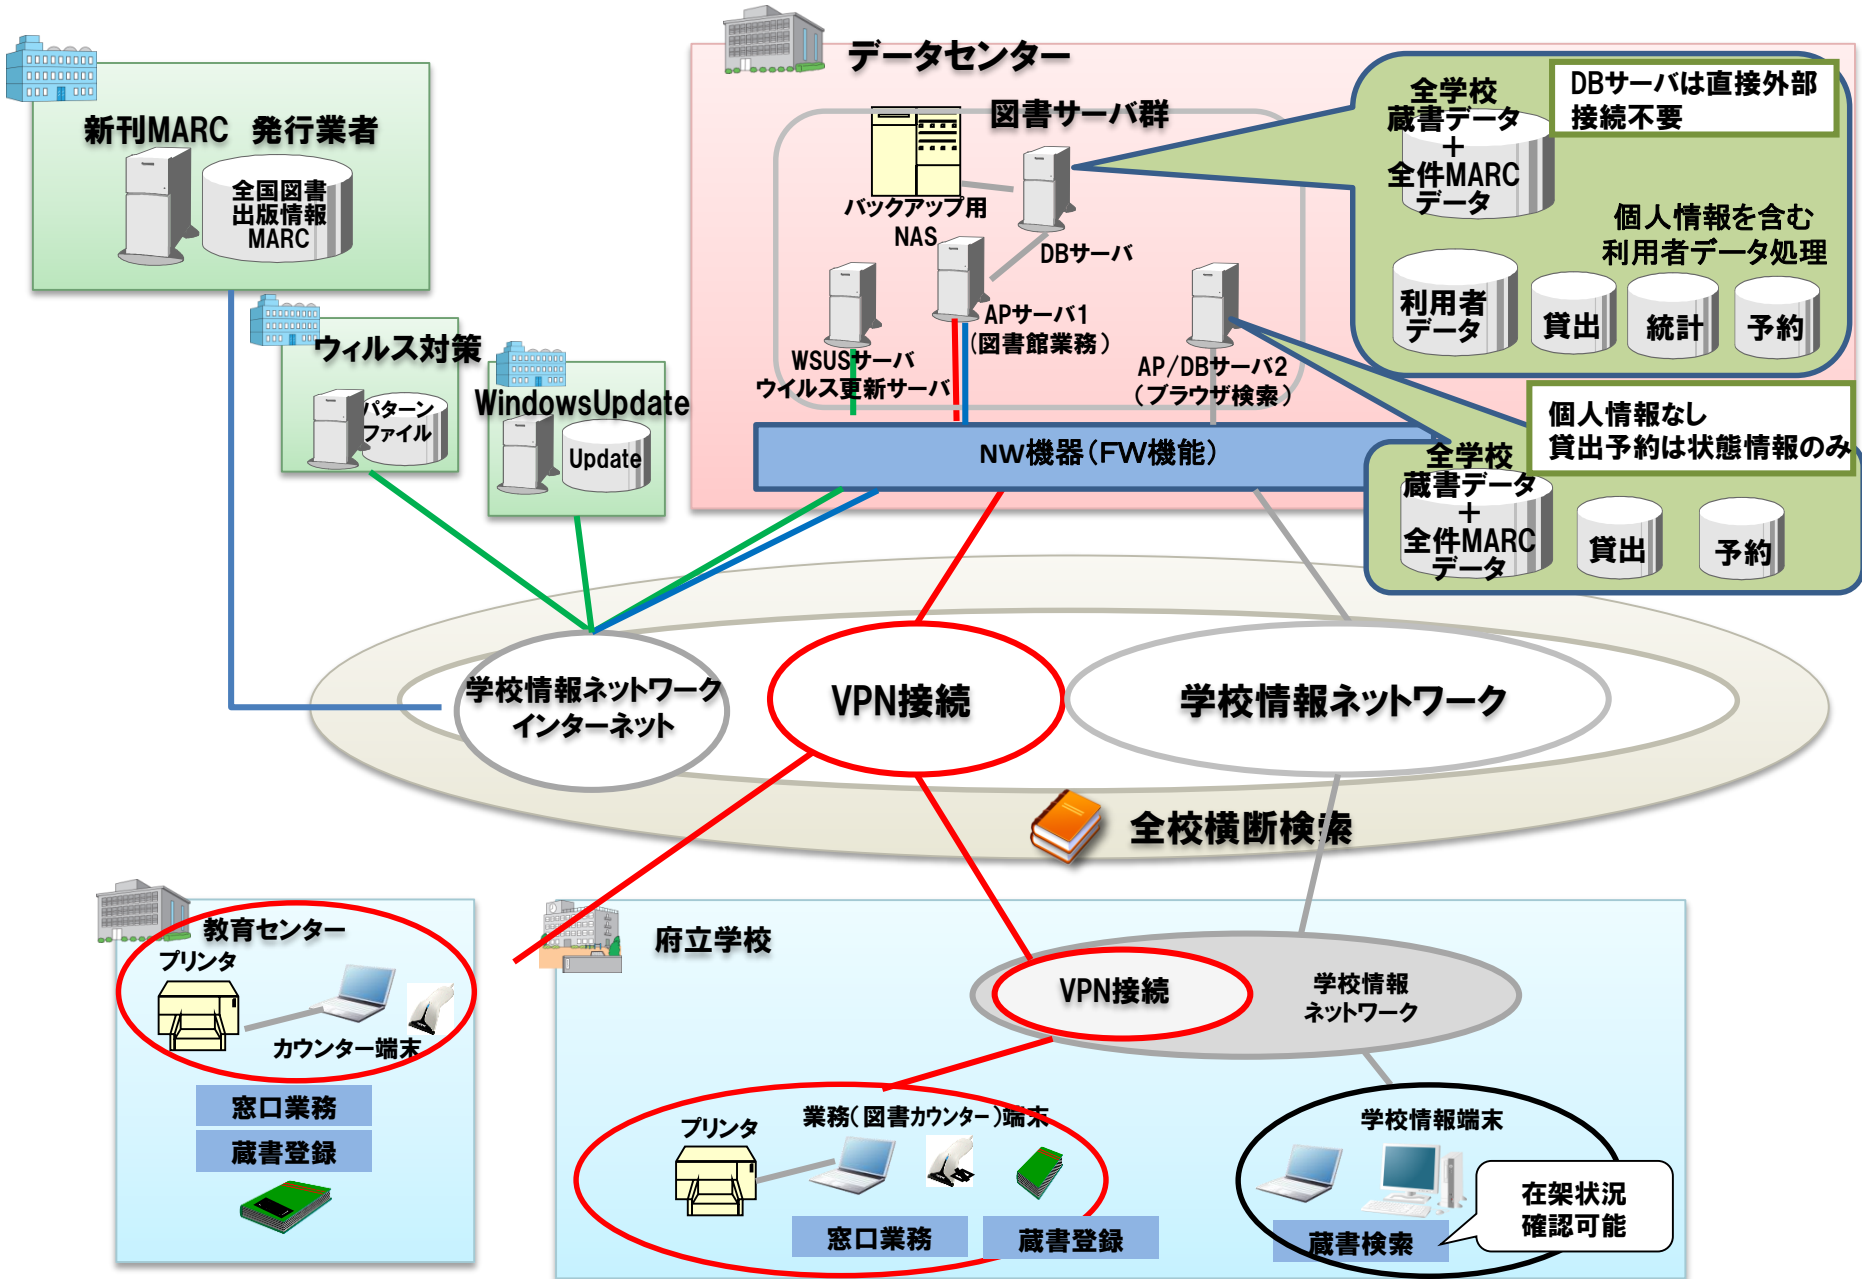 データセンター
新刊MARC　発行業者
全国図書
出版情報
MARC
図書サーバ群
バックアップ用
NAS
DBサーバ
APサーバ1
(図書館業務)
WSUSサーバ
ウイルス更新サーバ
AP/DBサーバ2
(ブラウザ検索)
NW機器(FW機能)
全学校
蔵書データ
+
全件MARC
データ
DBサーバは直接外部
接続不要
個人情報を含む
利用者データ処理
利用者
データ
貸出
統計
予約
個人情報なし
貸出予約は状態情報のみ
全学校
蔵書データ
+
全件MARC
データ
貸出
予約
ウィルス対策
パターン
ファイル
WindowsUpdate
Update
学校情報ネットワーク
インターネット
VPN接続
学校情報ネットワーク
全校横断検索
教育センター
プリンタ
カウンター端末
窓口業務
蔵書登録
府立学校
VPN接続
学校情報
ネットワーク
プリンタ
業務(図書カウンター)端末
窓口業務
蔵書登録
学校情報端末
蔵書検索
在架状況
確認可能